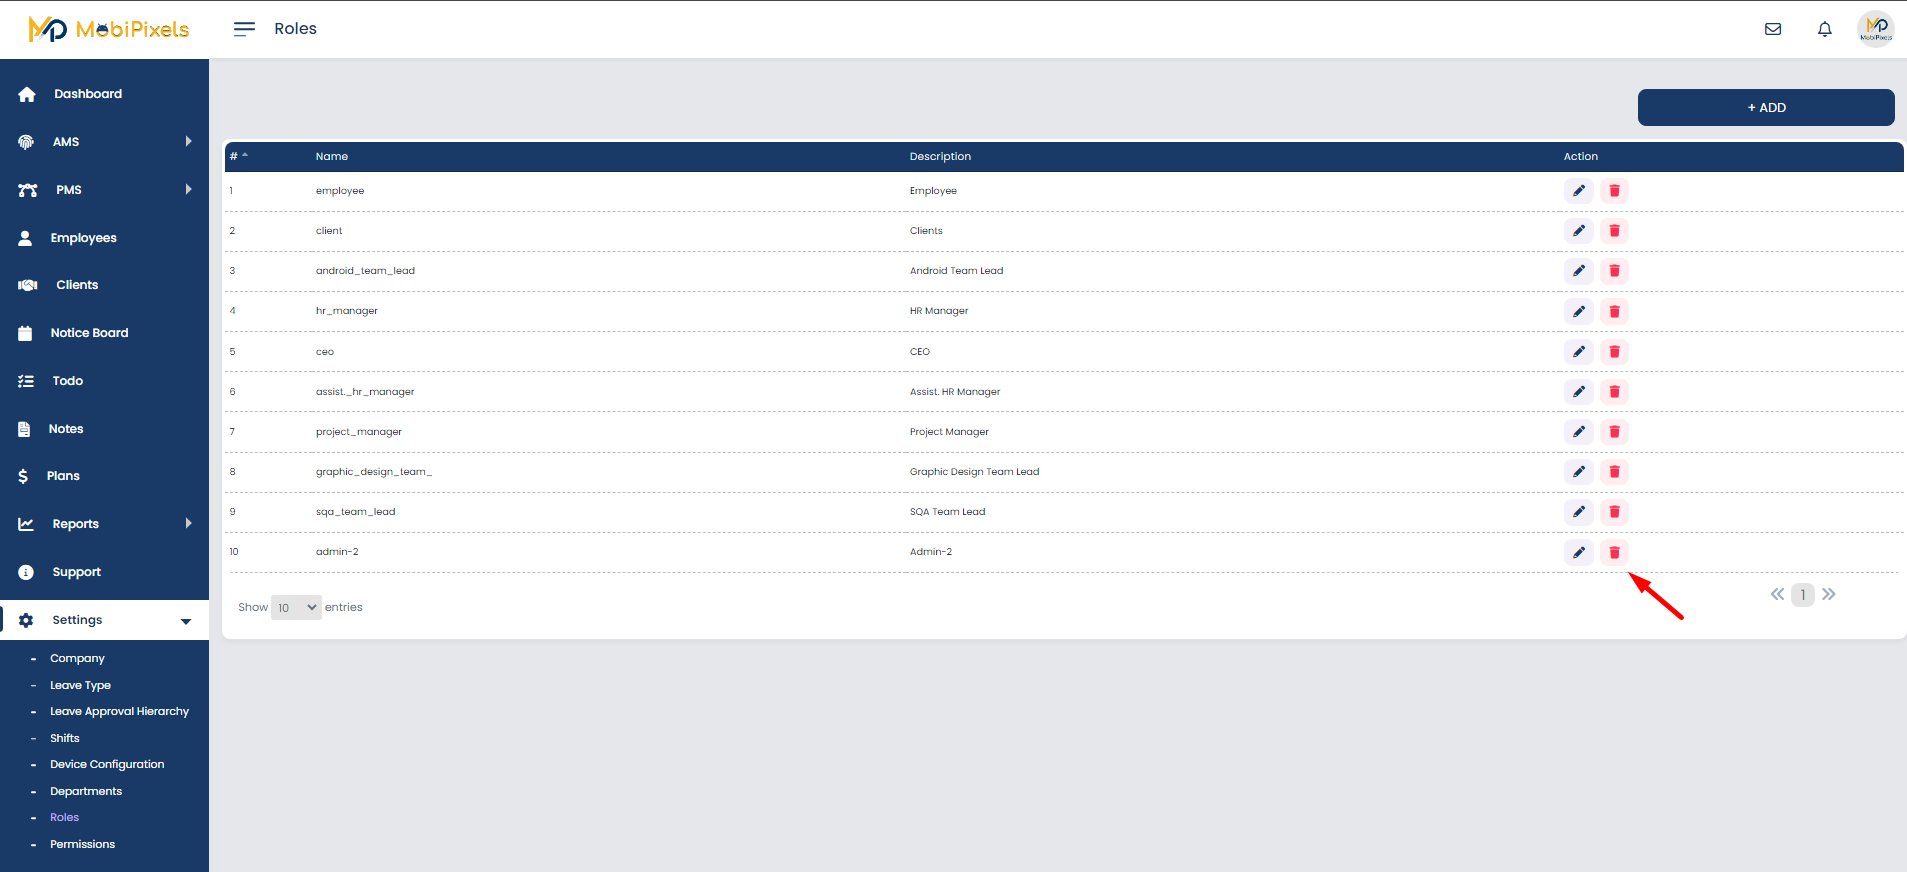 MobiPixels
Roles
MobiPixels
Dashboard
AMS
PMS
Employees
Clients
Notice Board
Todo
Notes
Plans
Reports
Support
Settings
- Company
- Leave Type
- Leave Approval Hierarchy
- Shifts
- Device Configuration
- Departments
- Roles
- Permissions
+ ADD
# Name Description Action
1 employee Employee
2 client Clients
3 android_team_lead Android Team Lead
4 hr_manager HR Manager
5 ceo CEO
6 assist._hr_manager Assist. HR Manager
7 project_manager Project Manager
8 graphic_design_team_ Graphic Design Team Lead
9 sqa_team_lead SQA Team Lead
10 admin-2 Admin-2
Show 10 entries
« 1 »